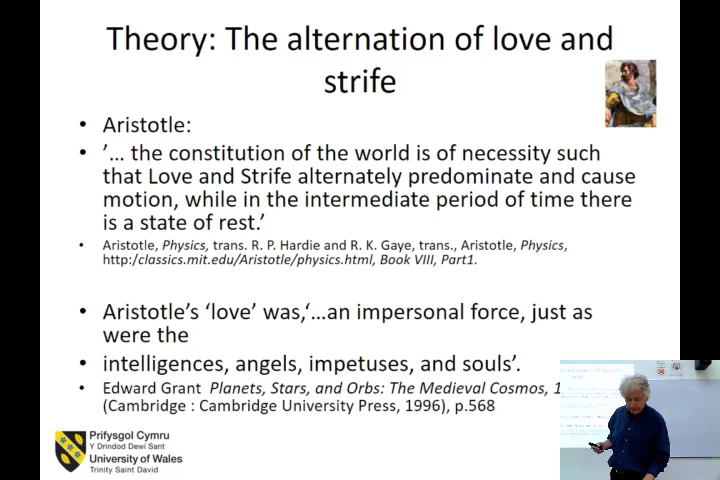 Theory: The alternation of love and
strife
• Aristotle:
• ’… the constitution of the world is of necessity such
that Love and Strife alternately predominate and cause
motion, while in the intermediate period of time there
is a state of rest.’
• Aristotle, Physics, trans. R. P. Hardie and R. K. Gaye, trans., Aristotle, Physics,
http:/classics.mit.edu/Aristotle/physics.html, Book VIII, Part1.
• Aristotle’s ‘love’ was,‘…an impersonal force, just as
were the
• intelligences, angels, impetuses, and souls’.
• Edward Grant Planets, Stars, and Orbs: The Medieval Cosmos, 1
(Cambridge : Cambridge University Press, 1996), p.568
Prifysgol Cymru
Y Drindod Dewi Sant
University of Wales
Trinity Saint David